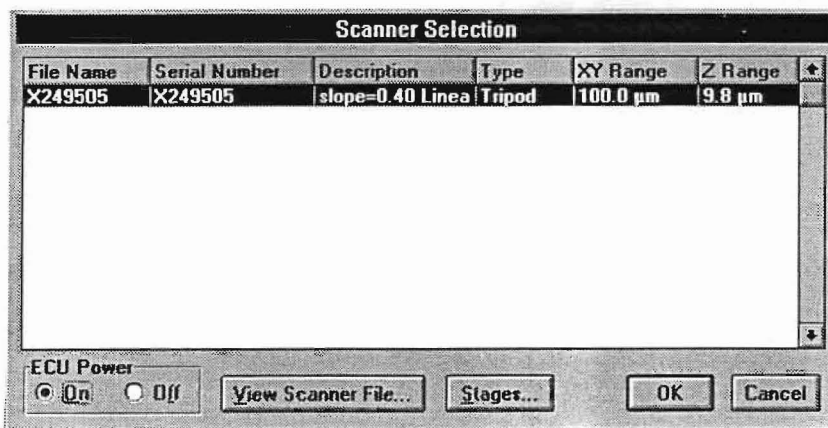 Scanner Selection
File Name Serial Number Description Type XY Range Z Range
X249505 X249505 slope=0.40 Linea Tripod 100.0 µm 9.8 µm
ECU Power
On Off View Scanner File... Stages... OK Cancel